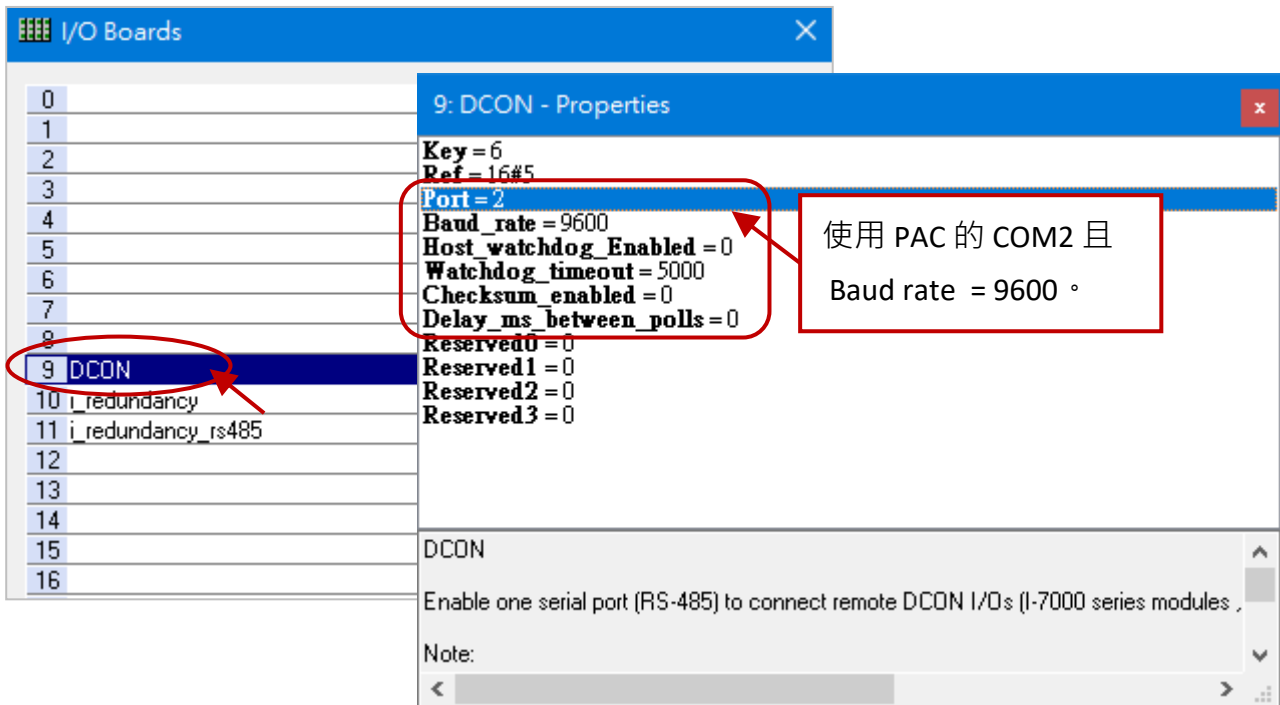 I/O Boards
0
1
2
3
4
5
6
7
8
9 DCON
10 i_redundancy
11 i_redundancy_rs485
12
13
14
15
16
9: DCON - Properties
Key = 6
Ref = 16#5
Port = 2
Baud_rate = 9600
Host_watchdog_Enabled = 0
Watchdog_timeout = 5000
Checksum_enabled = 0
Delay_ms_between_polls = 0
Reserved0 = 0
Reserved1 = 0
Reserved2 = 0
Reserved3 = 0
使用 PAC 的 COM2 且
Baud rate = 9600。
DCON
Enable one serial port (RS-485) to connect remote DCON I/Os (I-7000 series modules ,
Note: